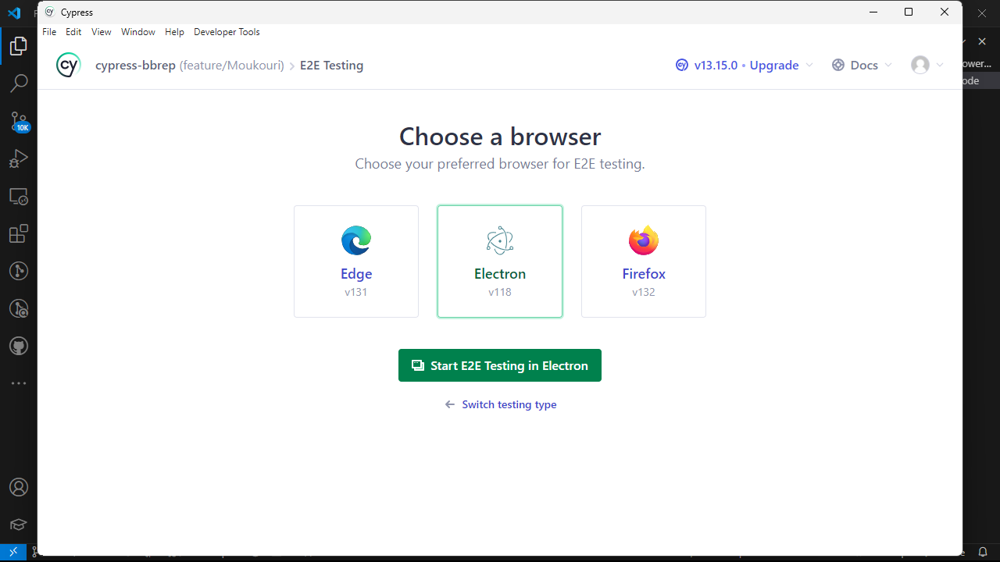 Cypress
File Edit View Window Help Developer Tools
cy cypress-bbrep (feature/Moukouri) E2E Testing
cy v13.15.0 • Upgrade Docs
ower...
ode
10K
Choose a browser
Choose your preferred browser for E2E testing.
Edge
v131
Electron
v118
Firefox
v132
Start E2E Testing in Electron
← Switch testing type